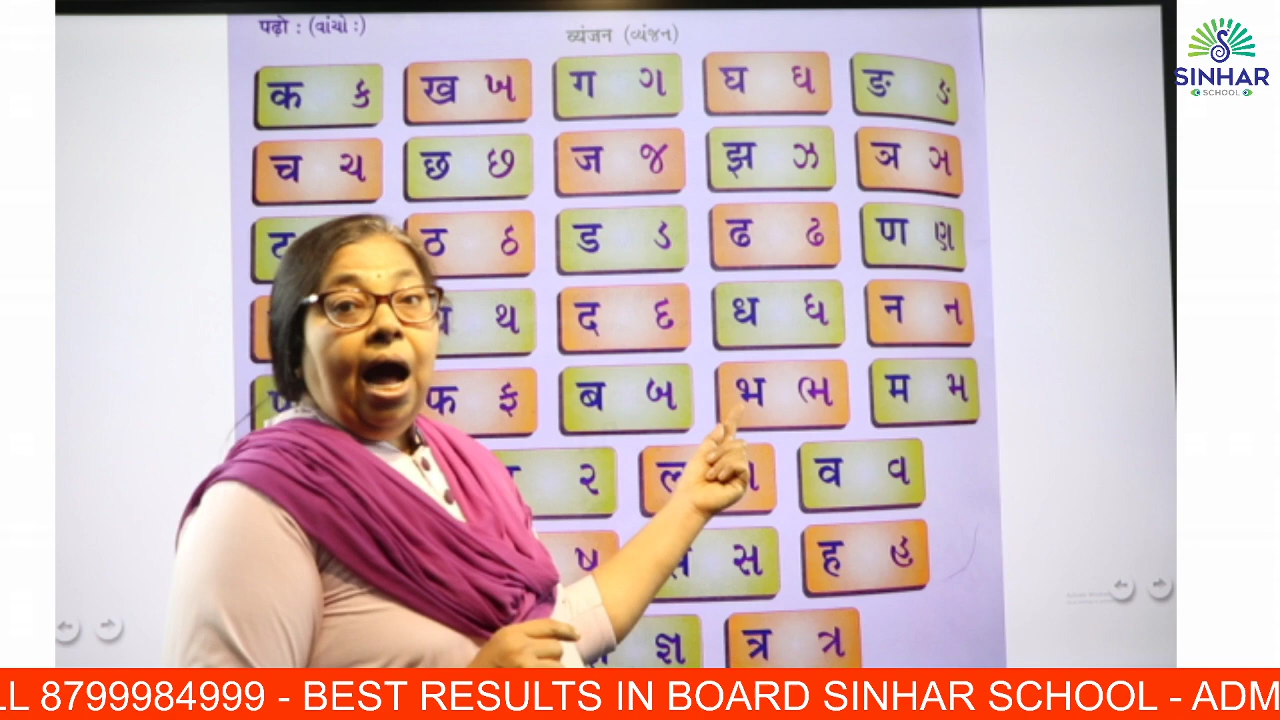 पढ़ो : (વાંચો :)
व्यंजन (વ્યંજન)
SINHAR
SCHOOL
क ક ख ખ ग ગ घ ઘ ङ ઙ
च ચ छ છ ज જ झ ઝ ञ ઞ
ट ठ ઠ ड ડ ढ ઢ ण ણ
થ द દ ध ધ न ન
फ ફ ब બ भ ભ म મ
ર ल व વ
ષ સ ह હ
જ્ઞ त्र ત્ર
LL 8799984999 - BEST RESULTS IN BOARD SINHAR SCHOOL - ADM